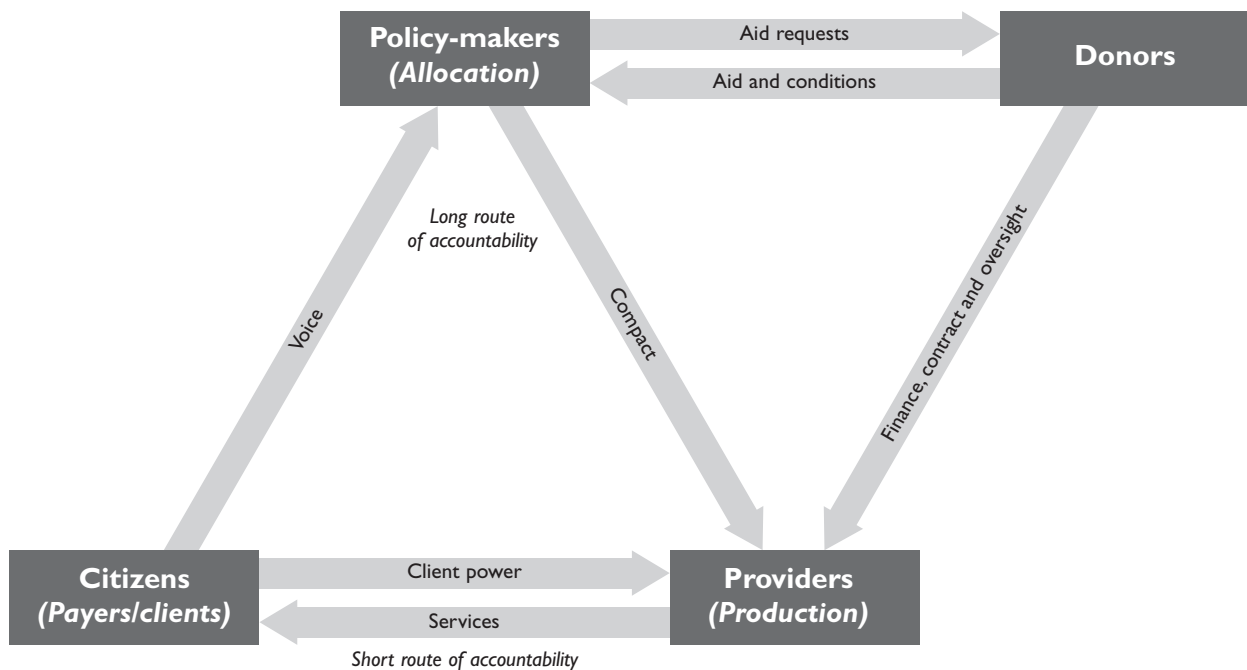 Policy-makers
(Allocation)
Aid requests
Aid and conditions
Donors
Long route
of accountability
Voice
Compact
Finance, contract and oversight
Citizens
(Payers/clients)
Client power
Services
Providers
(Production)
Short route of accountability